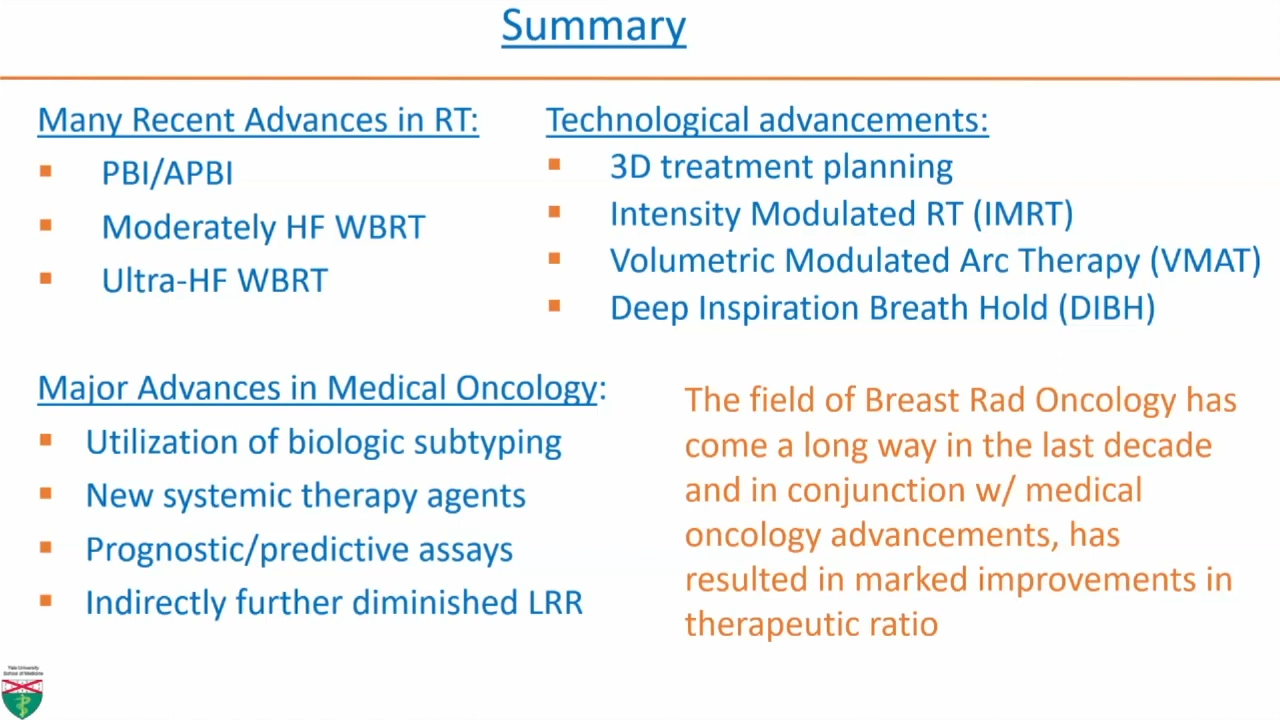 Summary
Many Recent Advances in RT:
PBI/APBI
Moderately HF WBRT
Ultra-HF WBRT
Technological advancements:
3D treatment planning
Intensity Modulated RT (IMRT)
Volumetric Modulated Arc Therapy (VMAT)
Deep Inspiration Breath Hold (DIBH)
Major Advances in Medical Oncology:
Utilization of biologic subtyping
New systemic therapy agents
Prognostic/predictive assays
Indirectly further diminished LRR
The field of Breast Rad Oncology has
come a long way in the last decade
and in conjunction w/ medical
oncology advancements, has
resulted in marked improvements in
therapeutic ratio
Yale University
School of Medicine